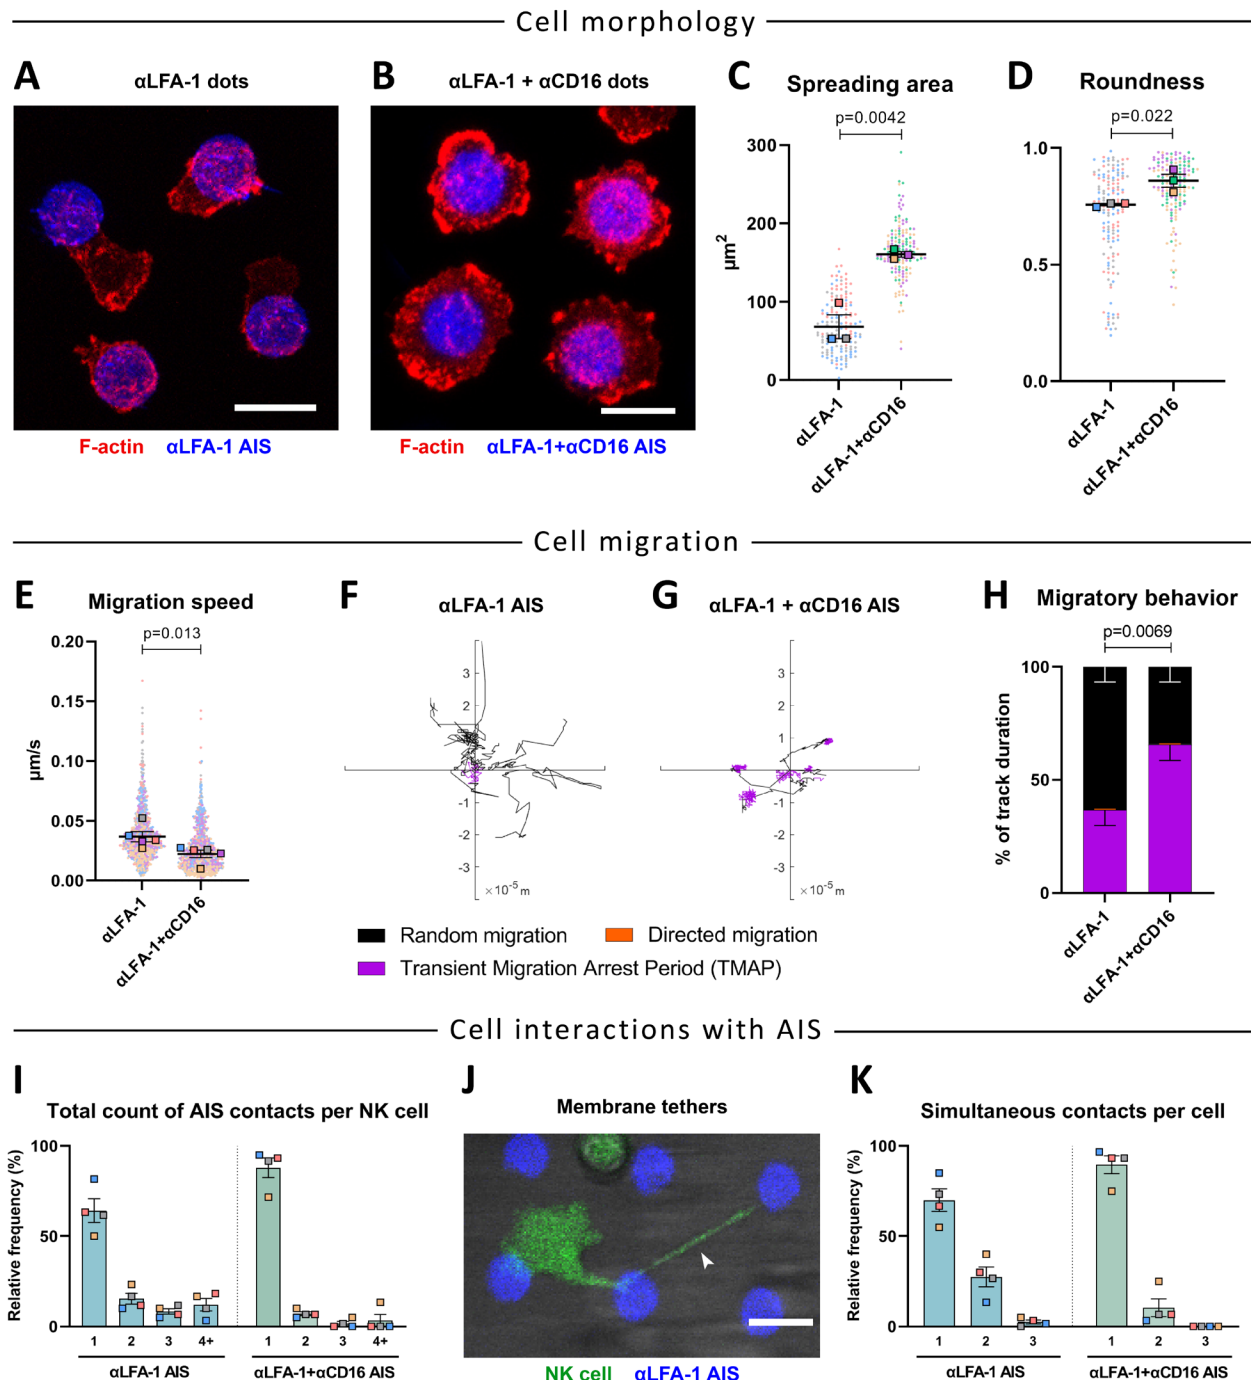 Cell morphology
A
αLFA-1 dots
B
αLFA-1 + αCD16 dots
C
Spreading area
D
Roundness
F-actin αLFA-1 AIS
F-actin αLFA-1+αCD16 AIS
p=0.0042
300
200
100
0
µm²
αLFA-1
αLFA-1+αCD16
p=0.022
1.0
0.5
0.0
αLFA-1
αLFA-1+αCD16
Cell migration
E
Migration speed
F
αLFA-1 AIS
G
αLFA-1 + αCD16 AIS
H
Migratory behavior
p=0.013
0.20
0.15
0.10
0.05
0.00
µm/s
αLFA-1
αLFA-1+αCD16
3
2
-1
-2
-3
×10⁻⁵ m
3
2
1
-1
-2
-3
×10⁻⁵ m
p=0.0069
100
50
0
% of track duration
αLFA-1
αLFA-1+αCD16
Random migration
Directed migration
Transient Migration Arrest Period (TMAP)
Cell interactions with AIS
I
Total count of AIS contacts per NK cell
J
Membrane tethers
K
Simultaneous contacts per cell
Relative frequency (%)
100
50
0
1 2 3 4+ 1 2 3 4+
αLFA-1 AIS αLFA-1+αCD16 AIS
NK cell αLFA-1 AIS
Relative frequency (%)
100
50
0
1 2 3 1 2 3
αLFA-1 AIS αLFA-1+αCD16 AIS